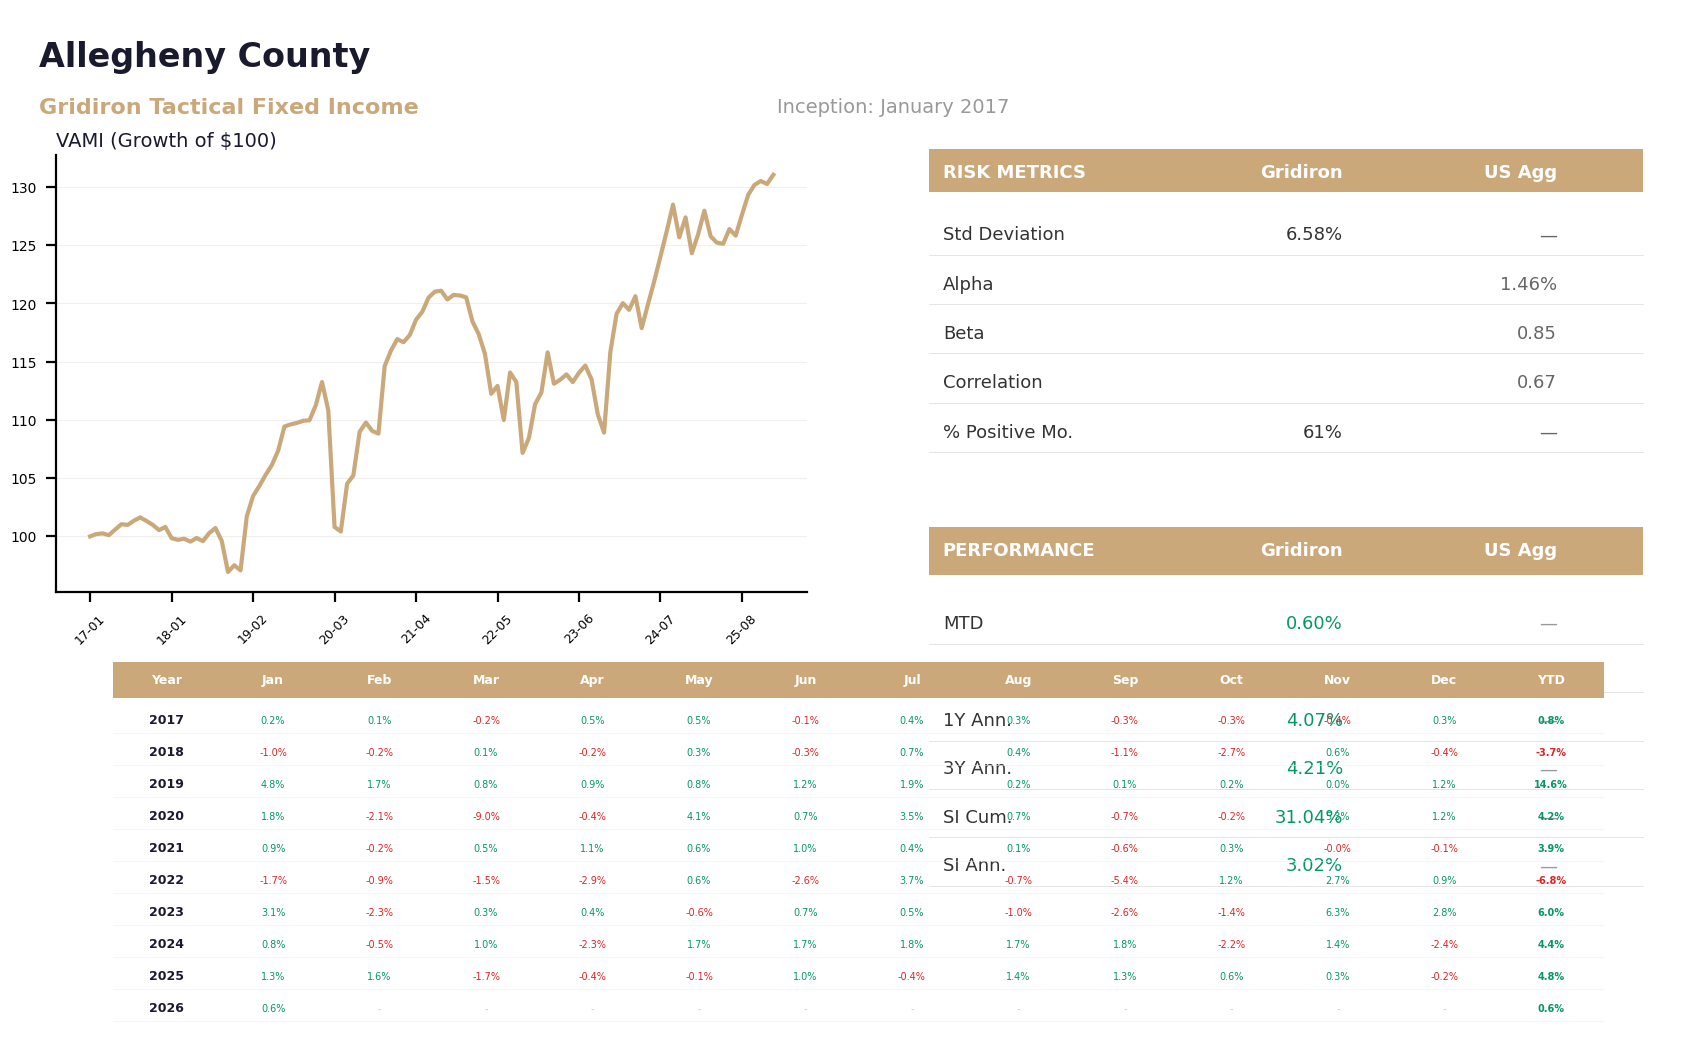 Allegheny County
Gridiron Tactical Fixed Income
Inception: January 2017
VAMI (Growth of $100)
130
125
120
115
110
105
100
17-01 18-01 19-02 20-03 21-04 22-05 23-06 24-07 25-08
RISK METRICS Gridiron US Agg
Std Deviation 6.58% —
Alpha 1.46%
Beta 0.85
Correlation 0.67
% Positive Mo. 61% —
PERFORMANCE Gridiron US Agg
MTD 0.60% —
1Y Ann. 4.07%
3Y Ann. 4.21% —
SI Cum. 31.04%
SI Ann. 3.02% —
Year Jan Feb Mar Apr May Jun Jul Aug Sep Oct Nov Dec YTD
2017 0.2% 0.1% -0.2% 0.5% 0.5% -0.1% 0.4% 0.3% -0.3% -0.3% 0.3% 0.8%
2018 -1.0% -0.2% 0.1% -0.2% 0.3% -0.3% 0.7% 0.4% -1.1% -2.7% 0.6% -0.4% -3.7%
2019 4.8% 1.7% 0.8% 0.9% 0.8% 1.2% 1.9% 0.2% 0.1% 0.2% 0.0% 1.2% 14.6%
2020 1.8% -2.1% -9.0% -0.4% 4.1% 0.7% 3.5% 0.7% -0.7% -0.2% 1.2% 4.2%
2021 0.9% -0.2% 0.5% 1.1% 0.6% 1.0% 0.4% 0.1% -0.6% 0.3% -0.0% -0.1% 3.9%
2022 -1.7% -0.9% -1.5% -2.9% 0.6% -2.6% 3.7% -0.7% -5.4% 1.2% 2.7% 0.9% -6.8%
2023 3.1% -2.3% 0.3% 0.4% -0.6% 0.7% 0.5% -1.0% -2.6% -1.4% 6.3% 2.8% 6.0%
2024 0.8% -0.5% 1.0% -2.3% 1.7% 1.7% 1.8% 1.7% 1.8% -2.2% 1.4% -2.4% 4.4%
2025 1.3% 1.6% -1.7% -0.4% -0.1% 1.0% -0.4% 1.4% 1.3% 0.6% 0.3% -0.2% 4.8%
2026 0.6% - - - - - - - - - - - 0.6%